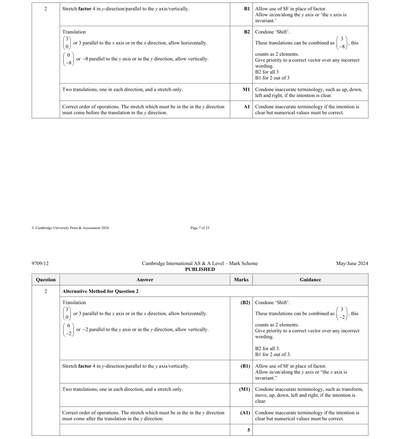 2
Stretch factor 4 in y-direction/parallel to the y axis/vertically.
B1
Allow use of SF in place of factor.
Allow in/on/along the y axis or ‘the x axis is
invariant.’
Translation
(3 0) or 3 parallel to the x axis or in the x direction, allow horizontally.
(0 −8) or −8 parallel to the y axis or in the y direction, allow vertically.
B2
Condone ‘Shift’.
These translations can be combined as (3 −8),
counts as 2 elements.
Give priority to a correct vector over any incorrect
wording.
B2 for all 3
B1 for 2 out of 3
Two translations, one in each direction, and a stretch only.
M1
Condone inaccurate terminology, such as up, down,
left and right, if the intention is clear.
Correct order of operations. The stretch which must be in the in the y direction
must come before the translation in the y direction.
A1
Condone inaccurate terminology if the intention is
clear but numerical values must be correct.
© Cambridge University Press & Assessment 2024
Page 7 of 23
9709/12
Cambridge International AS & A Level – Mark Scheme
PUBLISHED
May/June 2024
Question
Answer
Marks
Guidance
2
Alternative Method for Question 2
Translation
(3 0) or 3 parallel to the x axis or in the x direction, allow horizontally.
(0 −2) or −2 parallel to the y axis or in the y direction, allow vertically.
(B2)
Condone ‘Shift’.
These translations can be combined as (3 −2),
counts as 2 elements.
Give priority to a correct vector over any incorrect
wording.
B2 for all 3.
B1 for 2 out of 3.
Stretch factor 4 in y-direction/parallel to the y axis/vertically.
(B1)
Allow use of SF in place of factor.
Allow in/on/along the y axis or “the x axis is
invariant.”
Two translations, one in each direction, and a stretch only.
(M1)
Condone inaccurate terminology, such as transform,
move, up, down, left and right, if the intention is
clear.
Correct order of operations. The stretch which must be in the in the y direction
must come after the translation in the y direction.
(A1)
Condone inaccurate terminology if the intention is
clear but numerical values must be correct.
5